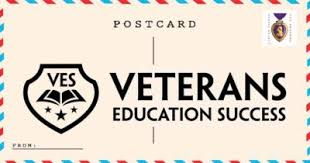 POSTCARD
VES
VETERANS
EDUCATION SUCCESS
FROM: